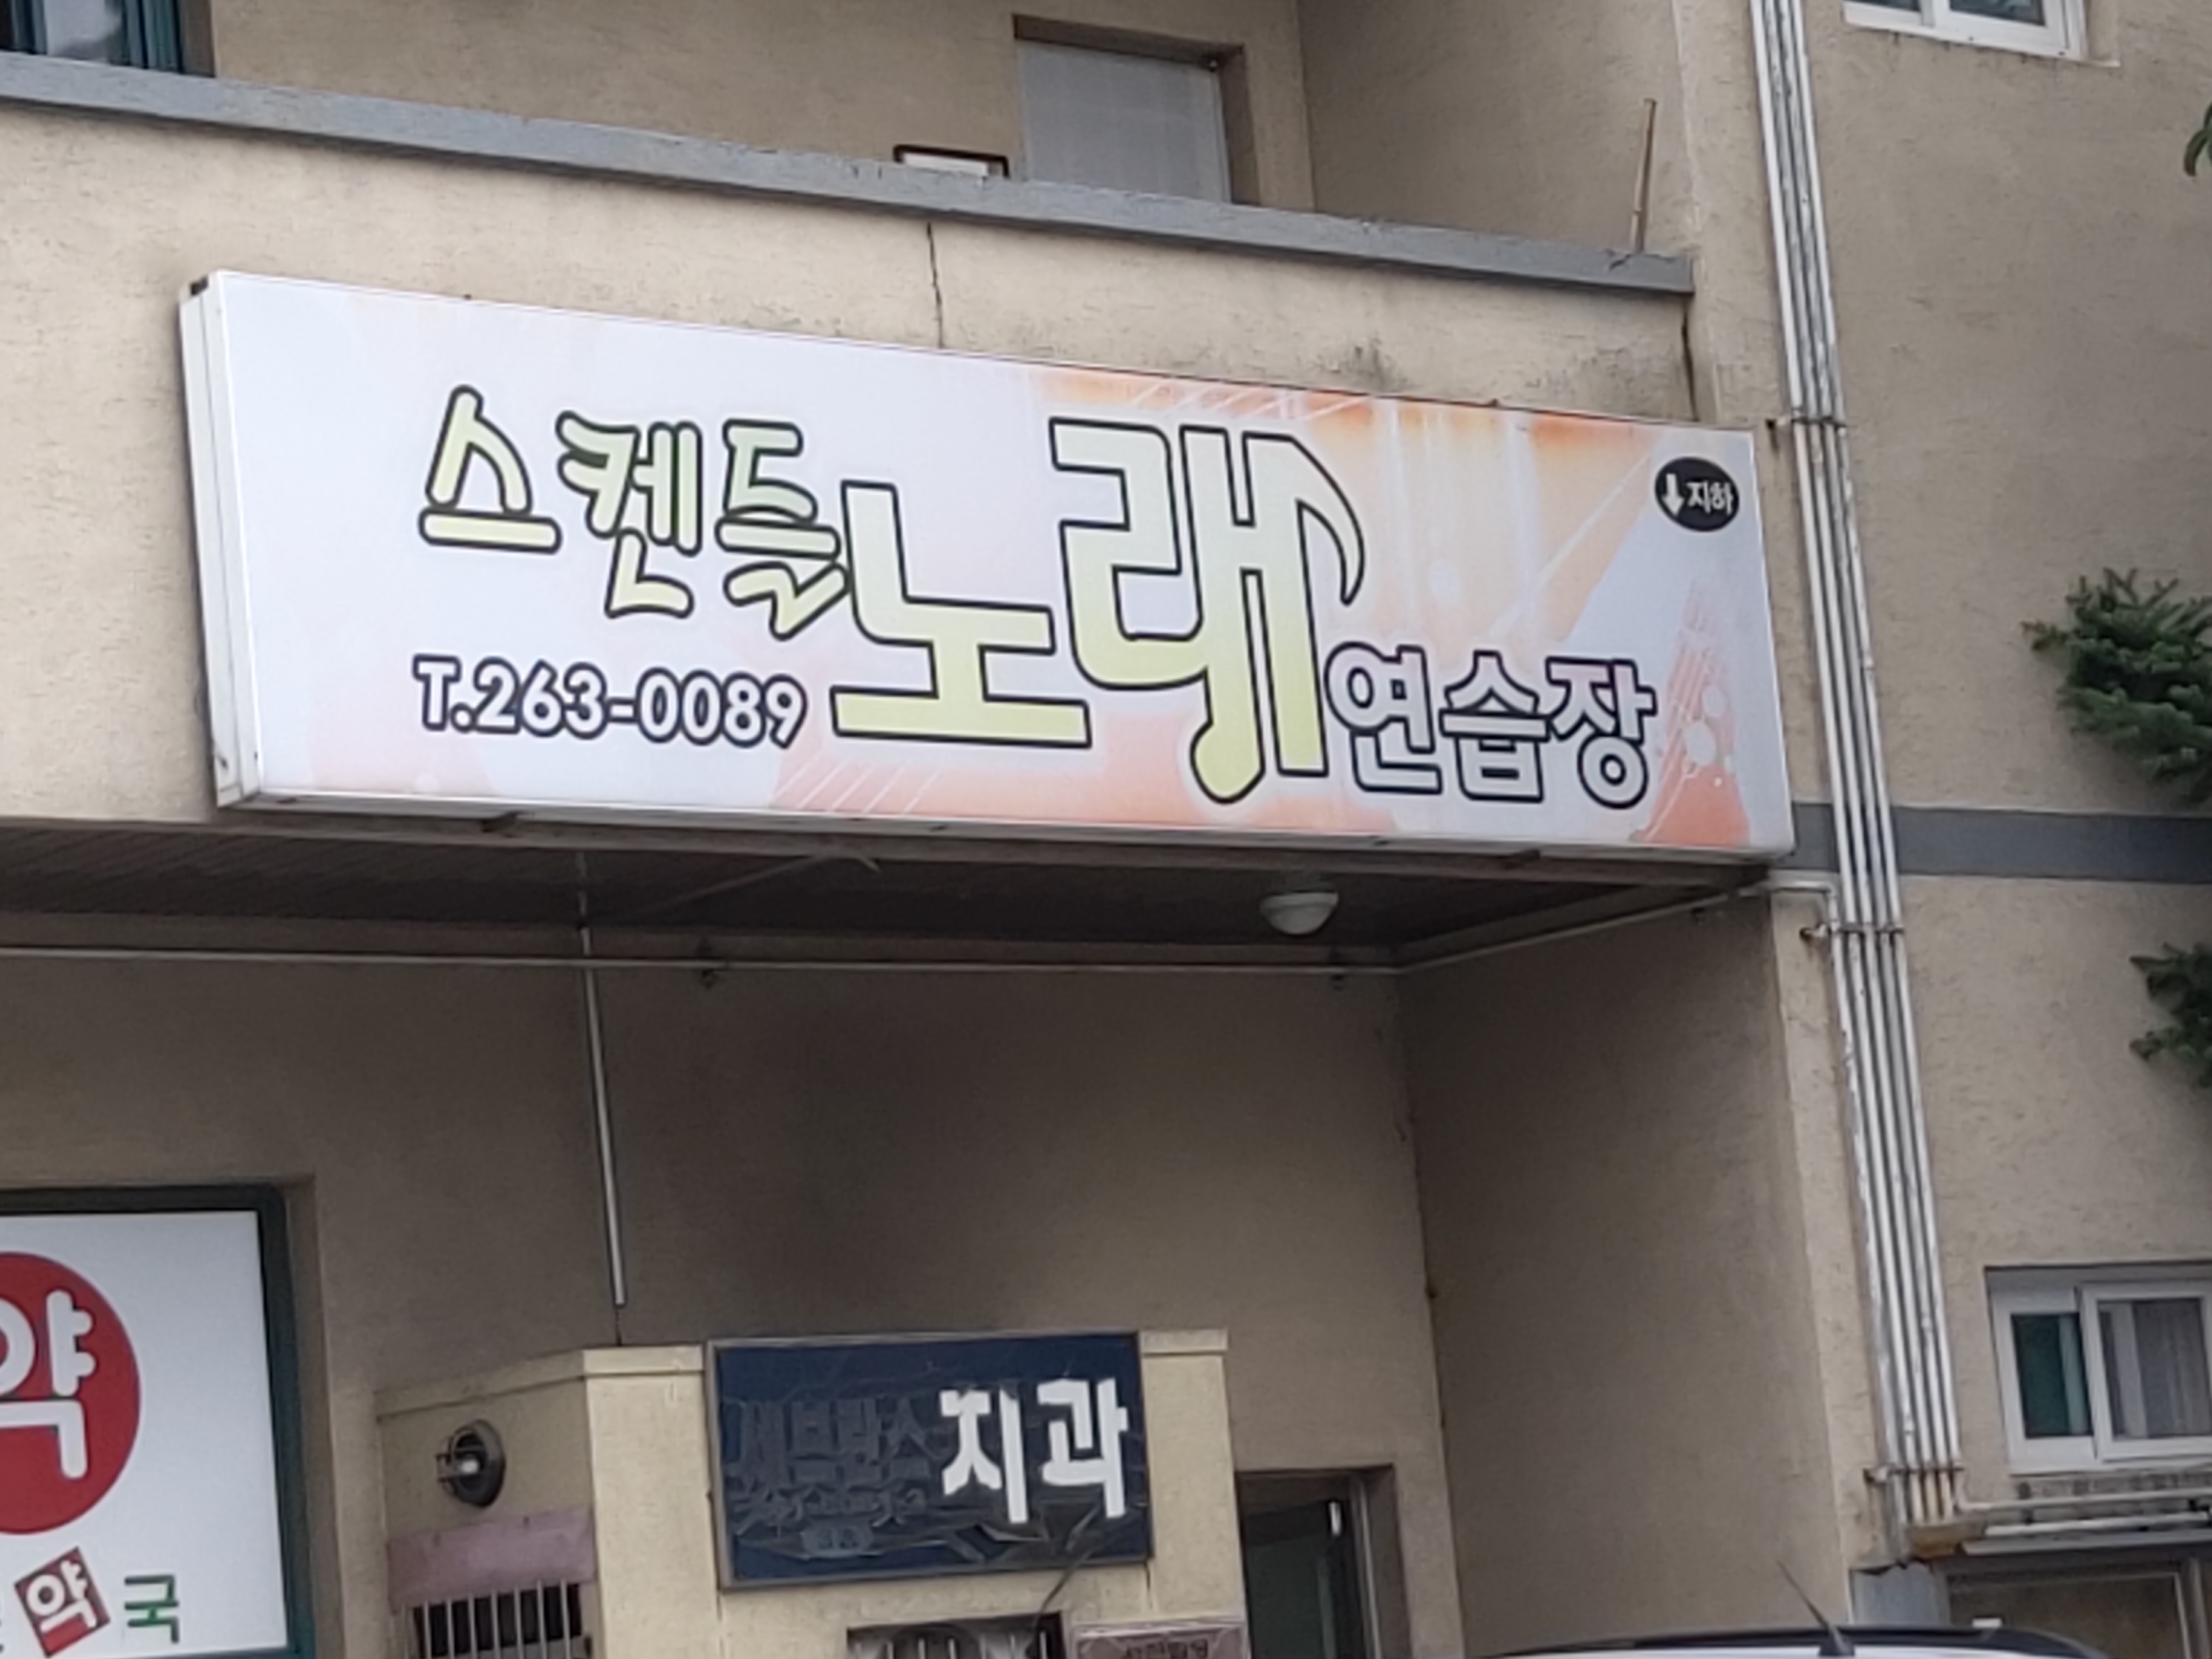 스켄들노래연습장
↓지하
T.263-0089
약
약국
치과